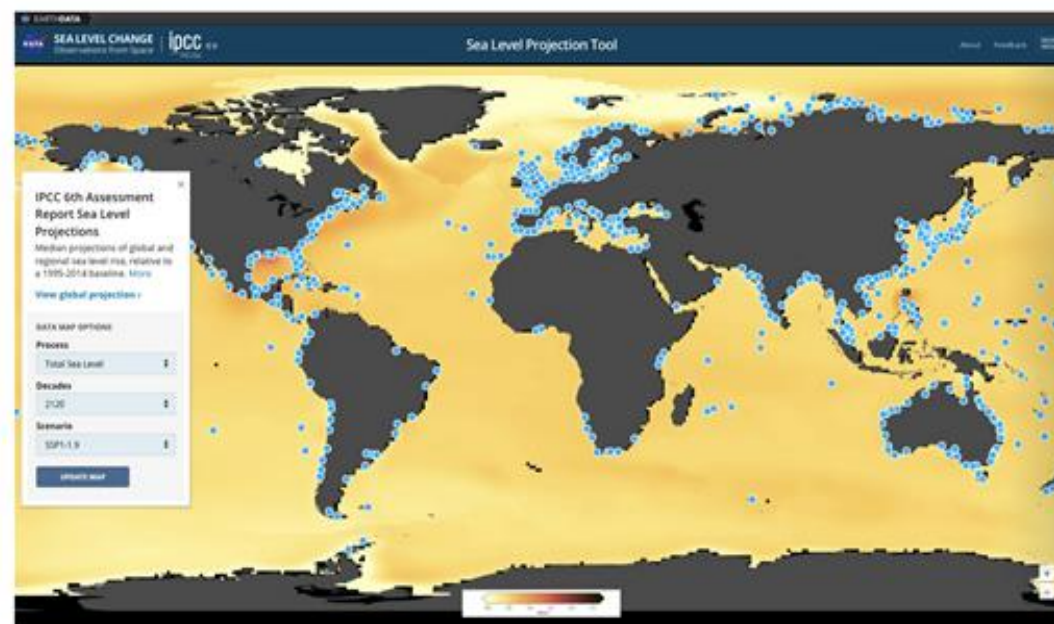 EARTHDATA
NASA
SEA LEVEL CHANGE
Observations from Space
ipcc
Sea Level Projection Tool
About
Feedback
×
IPCC 6th Assessment
Report Sea Level
Projections
Median projections of global and
regional sea level rise, relative to
a 1995-2014 baseline. More
View global projection ›
DATA MAP OPTIONS
Process
Total Sea Level
Decades
2120
Scenario
SSP1-1.9
UPDATE MAP